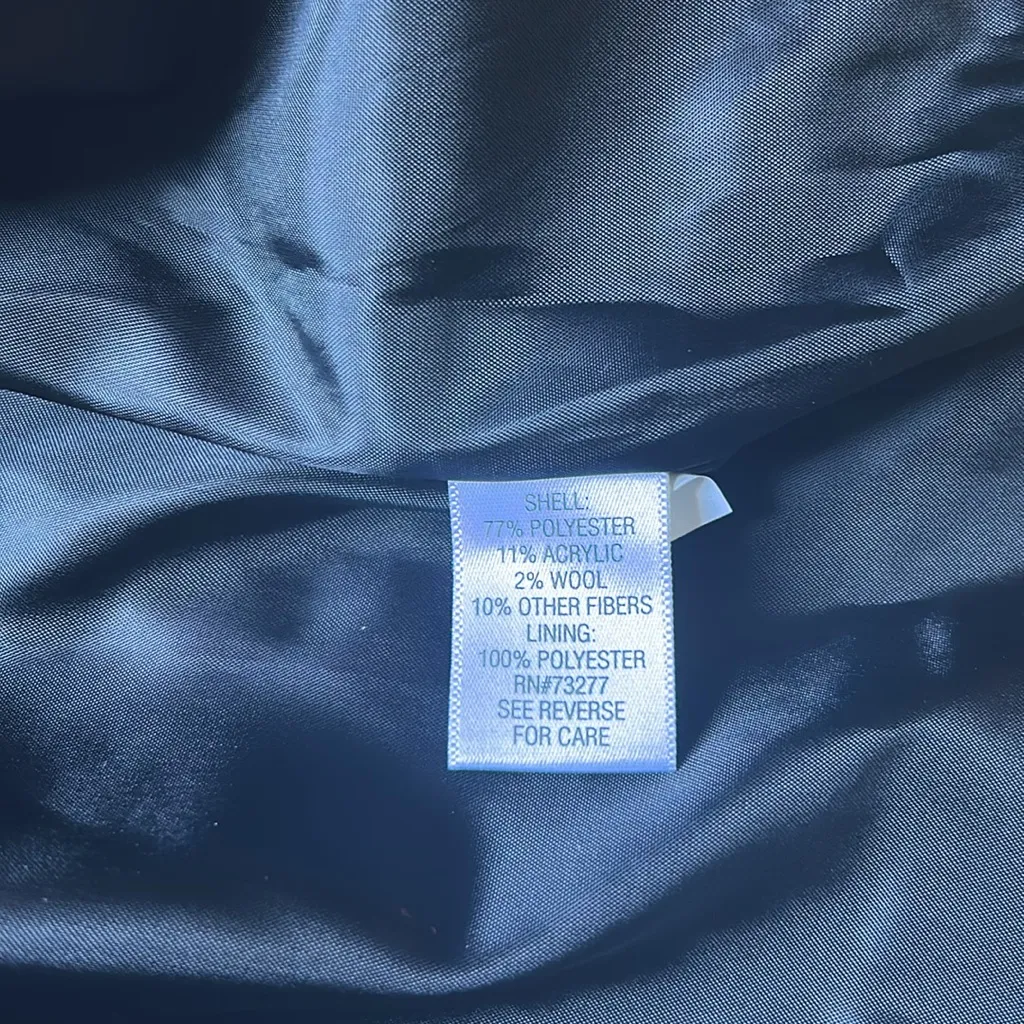 SHELL:
77% POLYESTER
11% ACRYLIC
2% WOOL
10% OTHER FIBERS
LINING:
100% POLYESTER
RN#73277
SEE REVERSE
FOR CARE